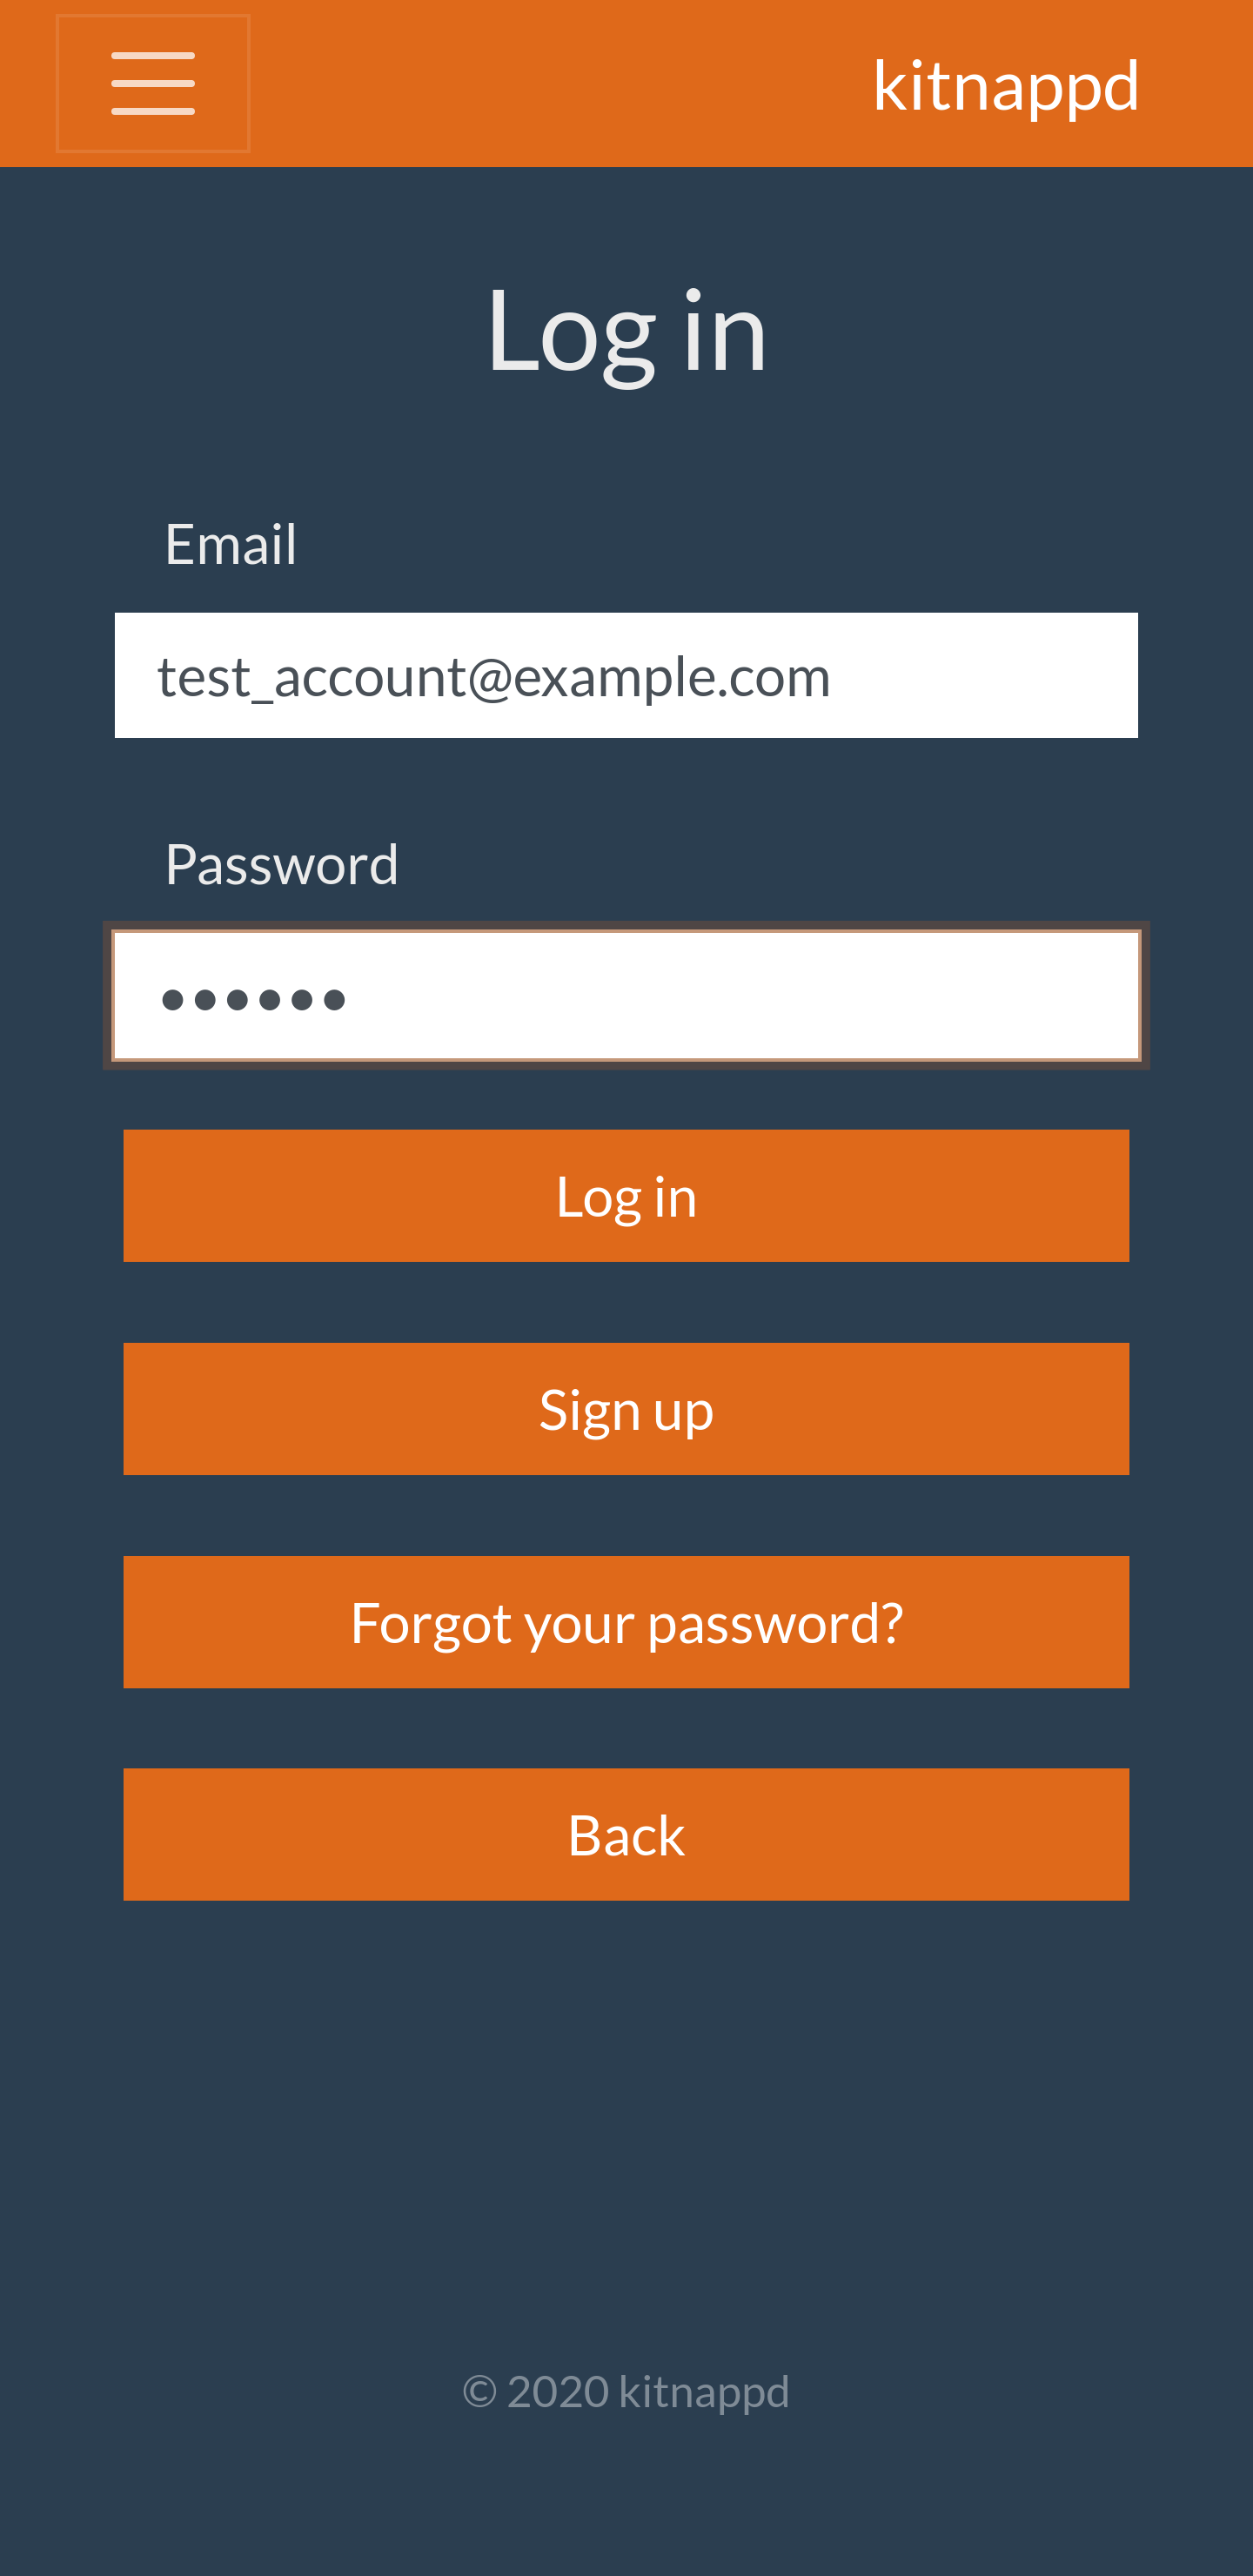 kitnappd
Log in
Email
test_account@example.com
Password
••••••
Log in
Sign up
Forgot your password?
Back
© 2020 kitnappd